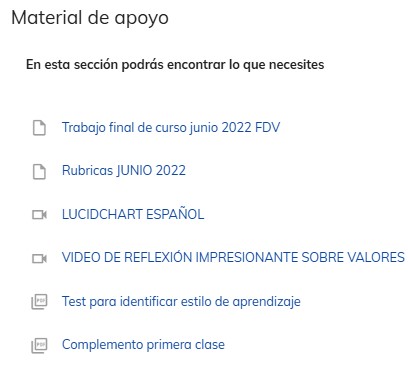 Material de apoyo
En esta sección podrás encontrar lo que necesites
Trabajo final de curso junio 2022 FDV
Rubricas JUNIO 2022
LUCIDCHART ESPAÑOL
VIDEO DE REFLEXIÓN IMPRESIONANTE SOBRE VALORES
PDF Test para identificar estilo de aprendizaje
PDF Complemento primera clase